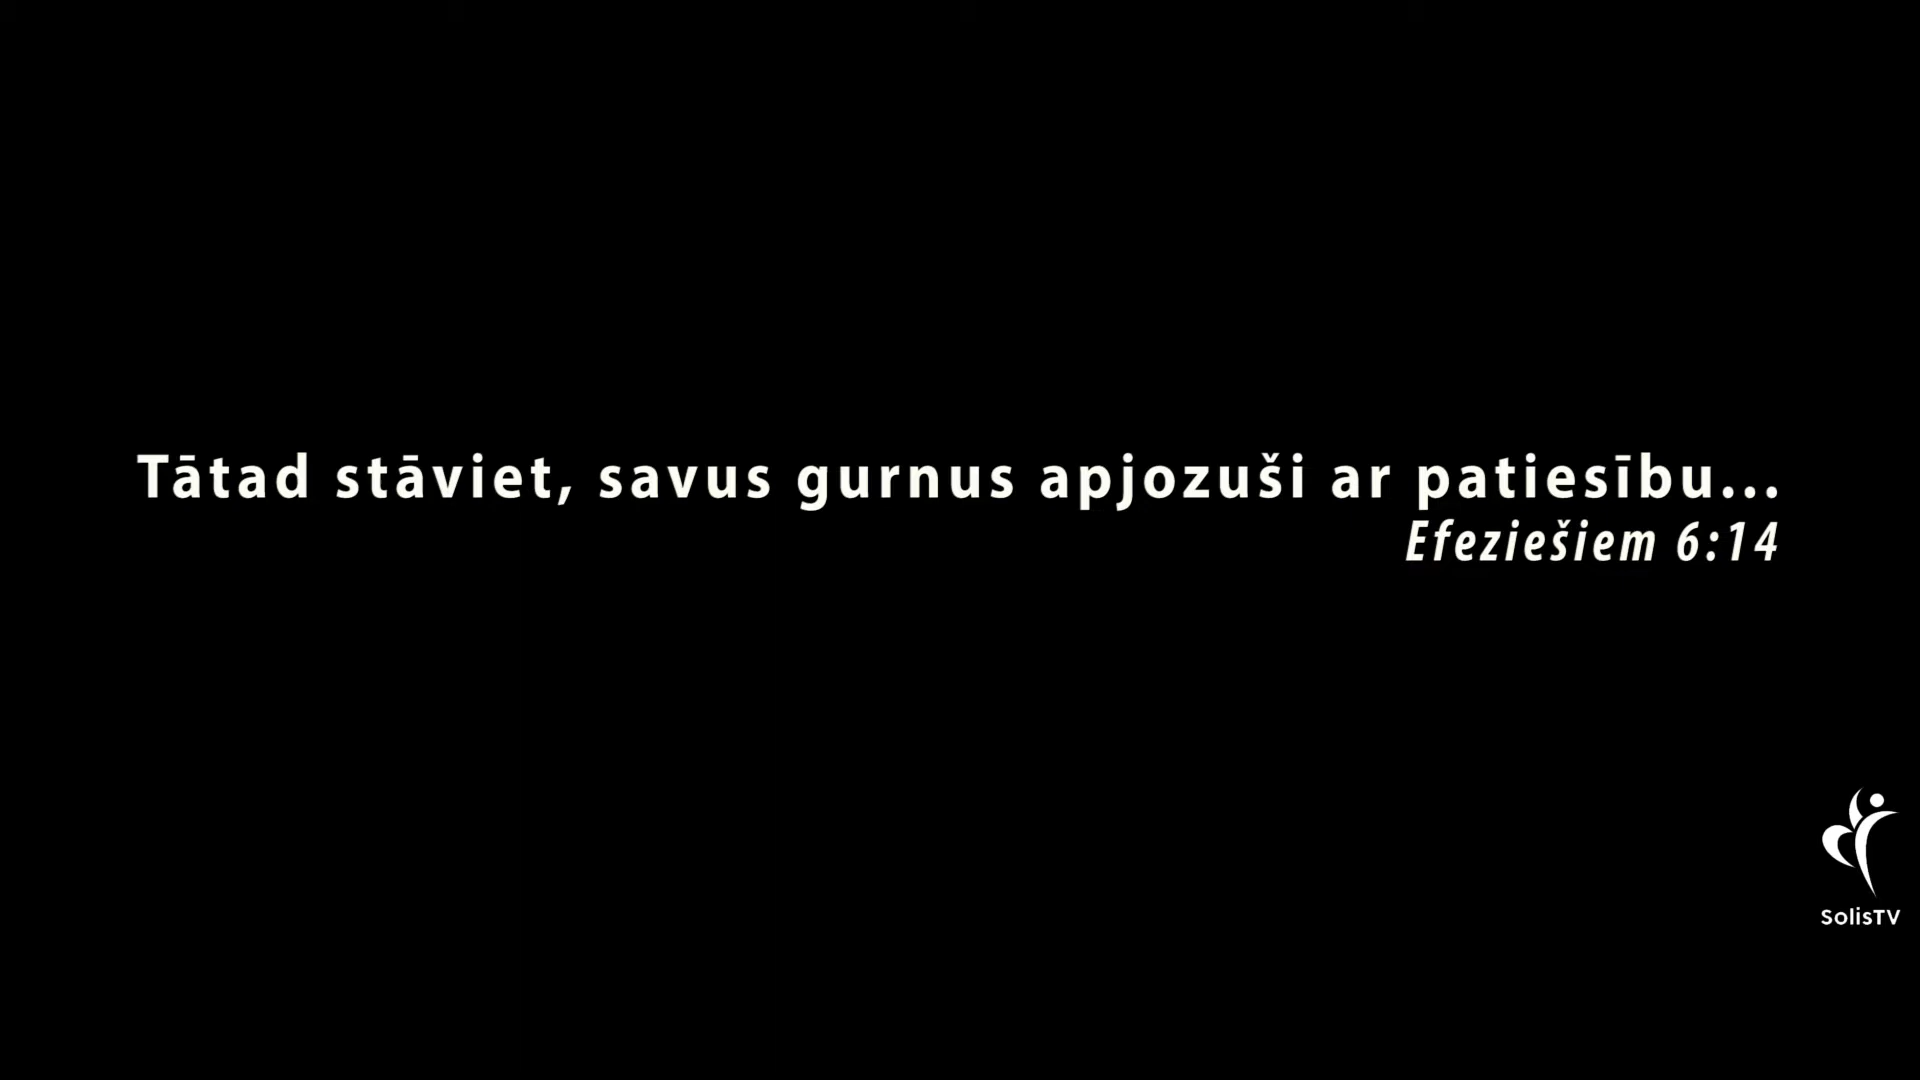 Tātad stāviet, savus gurnus apjozuši ar patiesību...
Efeziešiem 6:14
SolisTV